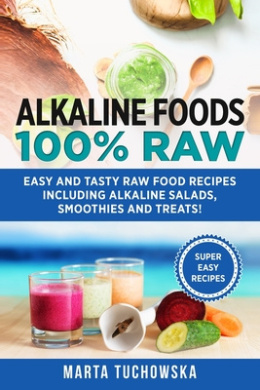 ALKALINE FOODS
100% RAW
EASY AND TASTY RAW FOOD RECIPES
INCLUDING ALKALINE SALADS,
SMOOTHIES AND TREATS!
SUPER
EASY
RECIPES
MARTA TUCHOWSKA